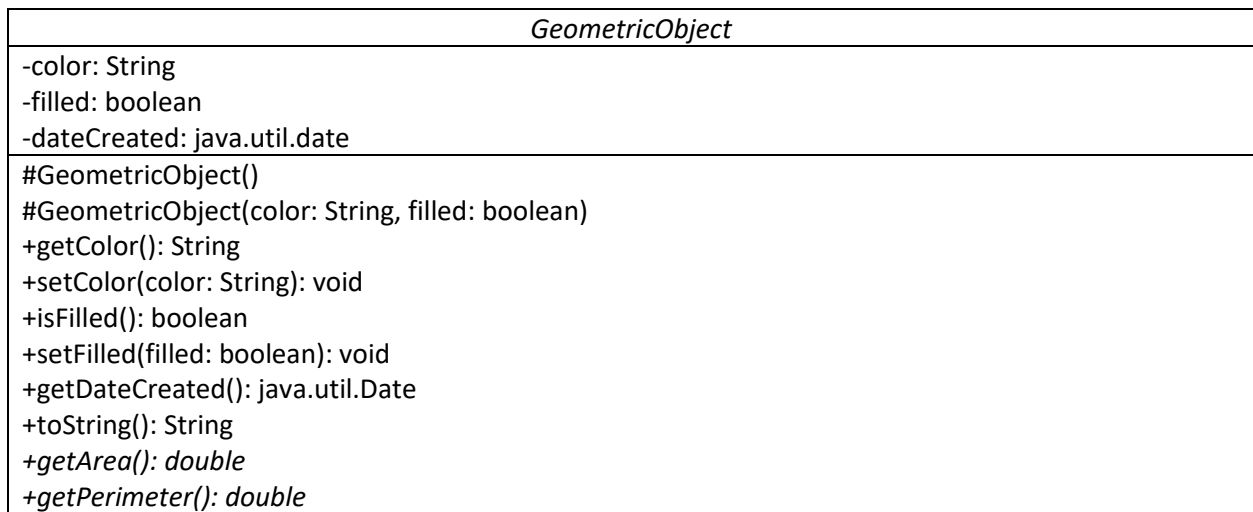 GeometricObject
-color: String
-filled: boolean
-dateCreated: java.util.date
#GeometricObject()
#GeometricObject(color: String, filled: boolean)
+getColor(): String
+setColor(color: String): void
+isFilled(): boolean
+setFilled(filled: boolean): void
+getDateCreated(): java.util.Date
+toString(): String
+getArea(): double
+getPerimeter(): double